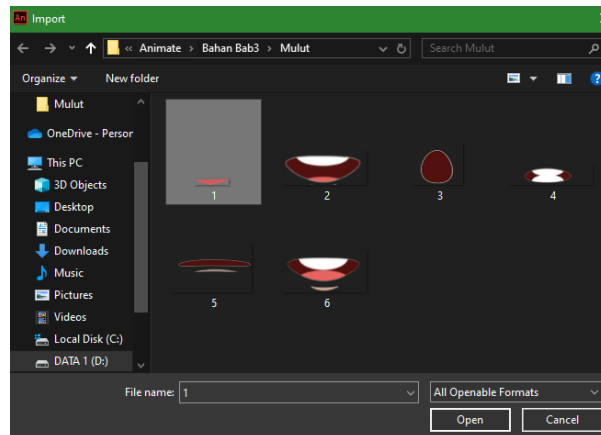 An Import
« Animate > Bahan Bab3 > Mulut
Search Mulut
Organize
New folder
?
Mulut
OneDrive - Person
This PC
3D Objects
Desktop
Documents
Downloads
Music
Pictures
Videos
Local Disk (C:)
DATA 1 (D:)
1
2
3
4
5
6
File name: 1
All Openable Formats
Open
Cancel